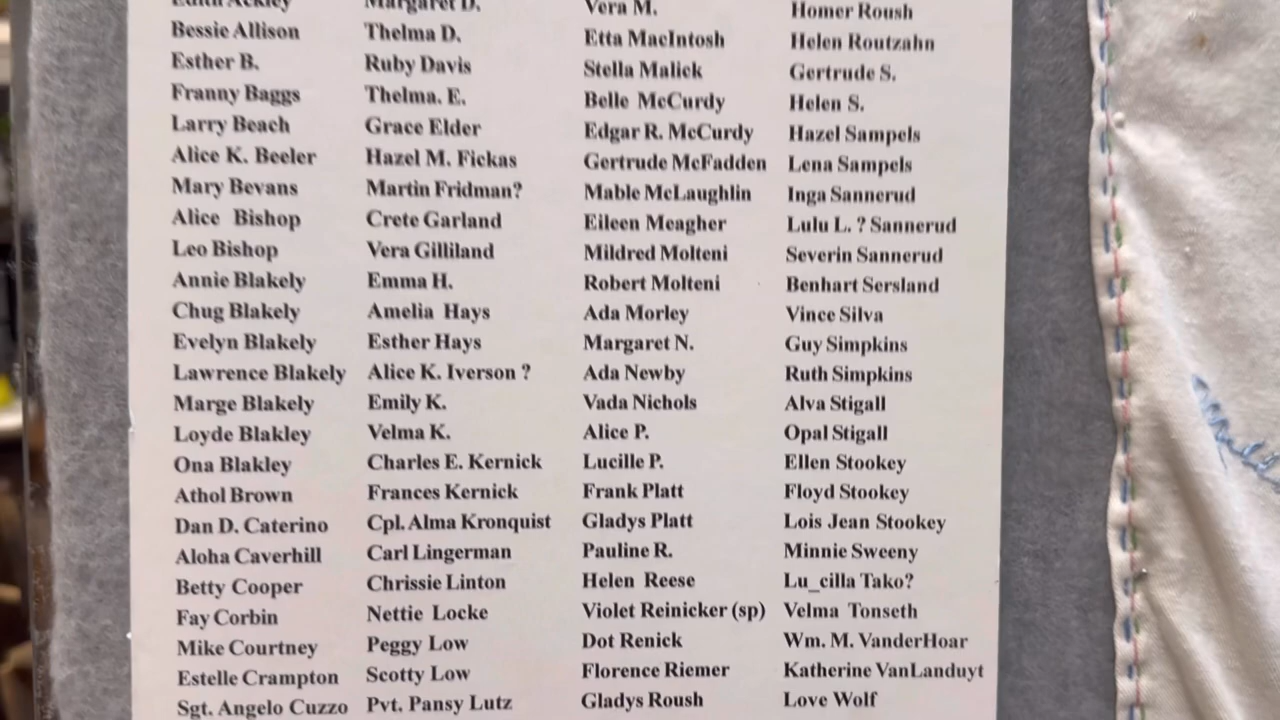 Edith Ackley
Bessie Allison
Esther B.
Franny Baggs
Larry Beach
Alice K. Beeler
Mary Bevans
Alice Bishop
Leo Bishop
Annie Blakely
Chug Blakely
Evelyn Blakely
Lawrence Blakely
Marge Blakely
Loyde Blakley
Ona Blakley
Athol Brown
Dan D. Caterino
Aloha Caverhill
Betty Cooper
Fay Corbin
Mike Courtney
Estelle Crampton
Sgt. Angelo Cuzzo
Margaret D.
Thelma D.
Ruby Davis
Thelma. E.
Grace Elder
Hazel M. Fickas
Martin Fridman?
Crete Garland
Vera Gilliland
Emma H.
Amelia Hays
Esther Hays
Alice K. Iverson ?
Emily K.
Velma K.
Charles E. Kernick
Frances Kernick
Cpl. Alma Kronquist
Carl Lingerman
Chrissie Linton
Nettie Locke
Peggy Low
Scotty Low
Pvt. Pansy Lutz
Vera M.
Etta MacIntosh
Stella Malick
Belle McCurdy
Edgar R. McCurdy
Gertrude McFadden
Mable McLaughlin
Eileen Meagher
Mildred Molteni
Robert Molteni
Ada Morley
Margaret N.
Ada Newby
Vada Nichols
Alice P.
Lucille P.
Frank Platt
Gladys Platt
Pauline R.
Helen Reese
Violet Reinicker (sp)
Dot Renick
Florence Riemer
Gladys Roush
Homer Roush
Helen Routzahn
Gertrude S.
Helen S.
Hazel Sampels
Lena Sampels
Inga Sannerud
Lulu L. ? Sannerud
Severin Sannerud
Benhart Sersland
Vince Silva
Guy Simpkins
Ruth Simpkins
Alva Stigall
Opal Stigall
Ellen Stookey
Floyd Stookey
Lois Jean Stookey
Minnie Sweeny
Lu_cilla Tako?
Velma Tonseth
Wm. M. VanderHoar
Katherine VanLanduyt
Love Wolf